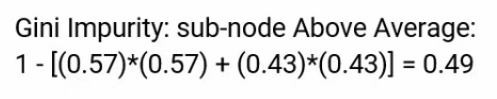 Gini Impurity: sub-node Above Average:
1 - [(0.57)*(0.57) + (0.43)*(0.43)] = 0.49